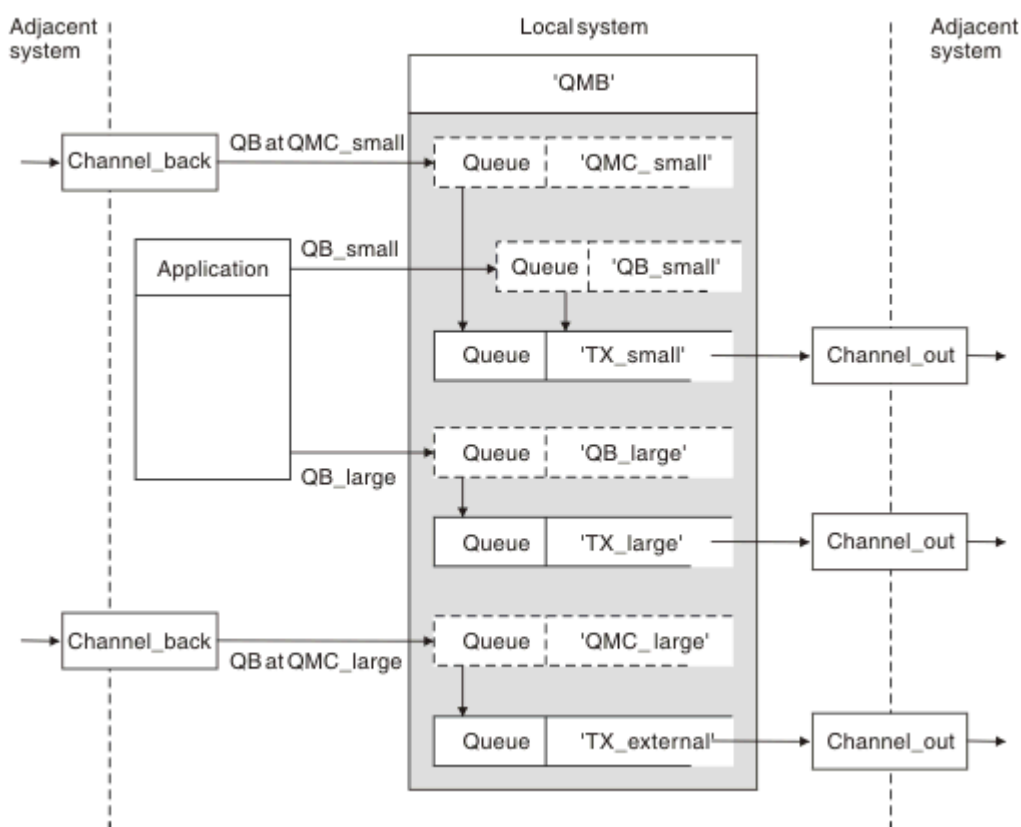 Adjacent
system
Local system
Adjacent
system
'QMB'
Channel_back
QB at QMC_small
Queue
'QMC_small'
Application
QB_small
Queue
'QB_small'
Queue
'TX_small'
Channel_out
QB_large
Queue
'QB_large'
Queue
'TX_large'
Channel_out
Channel_back
QB at QMC_large
Queue
'QMC_large'
Queue
'TX_external'
Channel_out